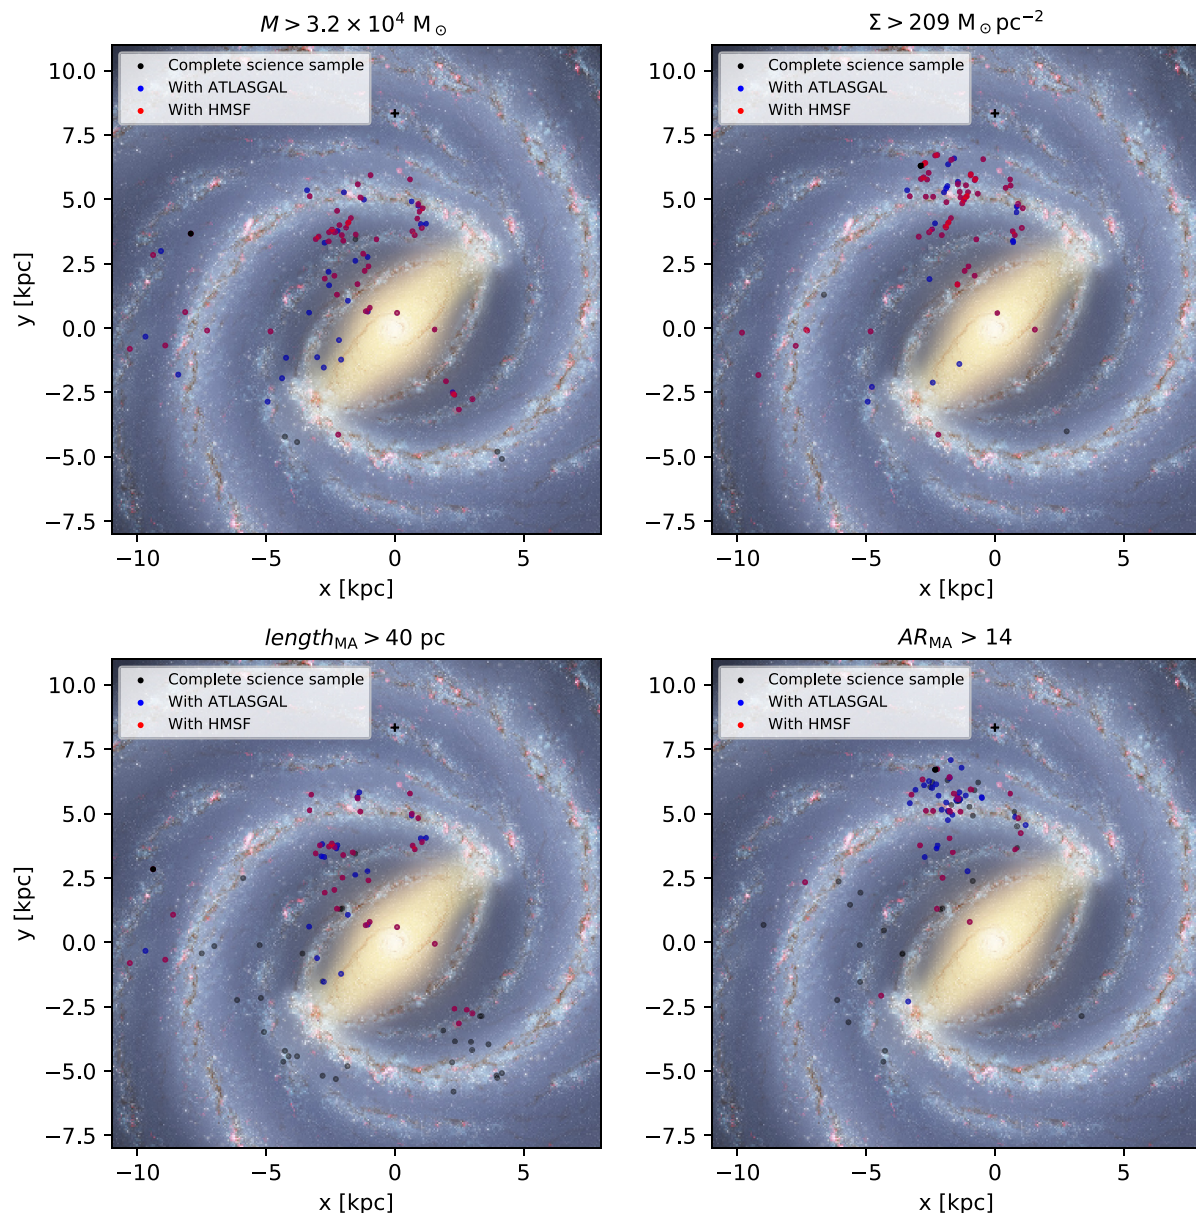 M > 3.2 × 10⁴ M⊙
Σ > 209 M⊙ pc⁻²
10.0
7.5
5.0
2.5
0.0
−2.5
−5.0
−7.5
y [kpc]
Complete science sample
With ATLASGAL
With HMSF
−10
−5
0
5
x [kpc]
10.0
7.5
5.0
2.5
0.0
−2.5
−5.0
−7.5
Complete science sample
With ATLASGAL
With HMSF
−10
−5
0
5
x [kpc]
length_MA > 40 pc
AR_MA > 14
10.0
7.5
5.0
2.5
0.0
−2.5
−5.0
−7.5
y [kpc]
Complete science sample
With ATLASGAL
With HMSF
−10
−5
0
5
x [kpc]
10.0
7.5
5.0
2.5
0.0
−2.5
−5.0
−7.5
Complete science sample
With ATLASGAL
With HMSF
−10
−5
0
5
x [kpc]